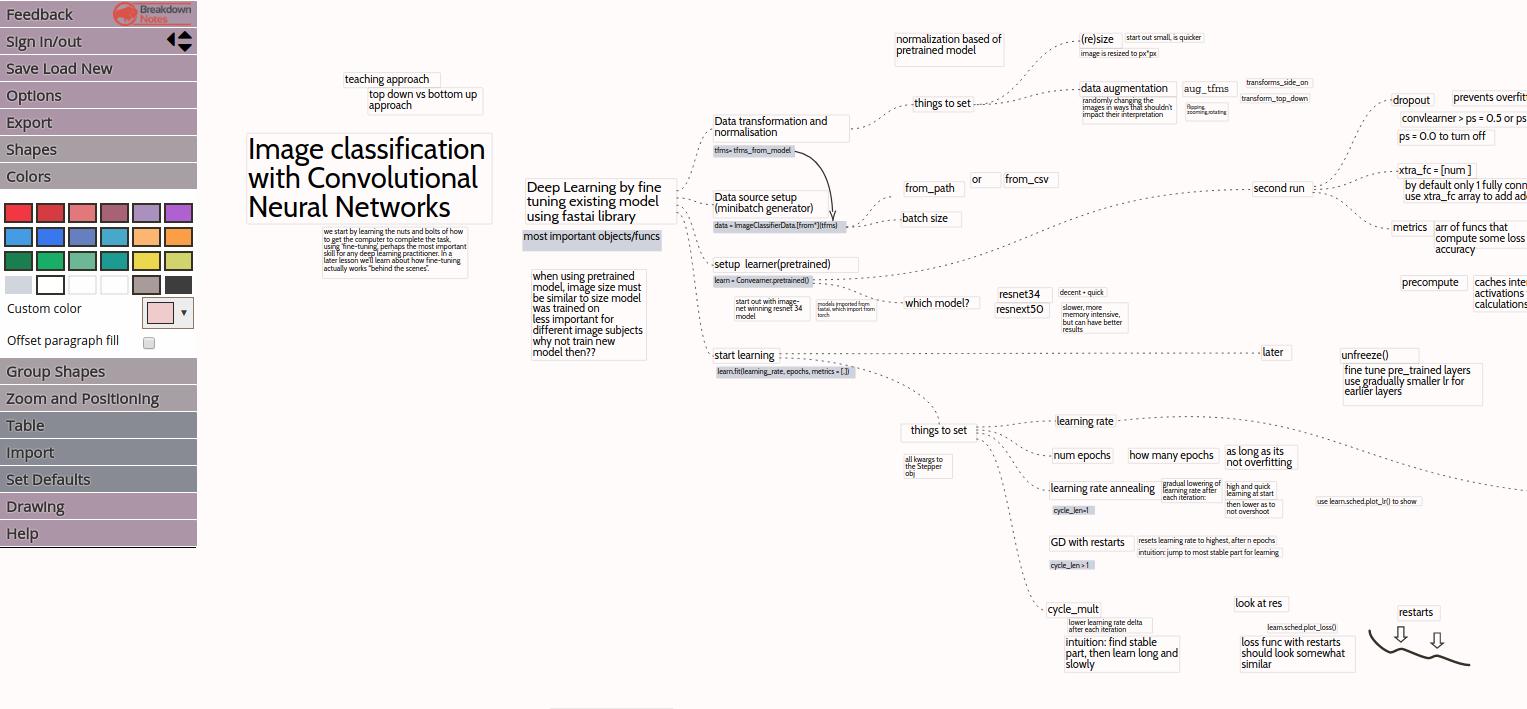 Feedback
Breakdown
Notes
Sign In/out
Save Load New
Options
Export
Shapes
Colors
Custom color
Offset paragraph fill
Group Shapes
Zoom and Positioning
Table
Import
Set Defaults
Drawing
Help
teaching approach
top down vs bottom up
approach
Image classification
with Convolutional
Neural Networks
we start by learning the nuts and bolts of how
to get the computer to complete the task,
using "fine-tuning", perhaps the most important
skill for any deep learning practitioner. In a
later lesson we'll learn about how fine-tuning
actually works "behind the scenes".
Deep Learning by fine
tuning existing model
using fastai library
most important objects/funcs
when using pretrained
model, image size must
be similar to size model
was trained on
less important for
different image subjects
why not train new
model then??
Data transformation and
normalisation
tfms= tfms_from_model
Data source setup
(minibatch generator)
data = ImageClassifierData.[from*](tfms)
setup learner(pretrained)
learn = Convearner.pretrained()
start out with image-
net winning resnet 34
model
models imported from
fastai, which import from
torch
start learning
learn.fit(learning_rate, epochs, metrics = [.])
normalization based of
pretrained model
things to set
(re)size
start out small, is quicker
image is resized to px*px
data augmentation
randomly changing the
images in ways that shouldn't
impact their interpretation
aug_tfms
flipping,
zooming,rotating
transforms_side_on
transform_top_down
from_path
or
from_csv
batch size
which model?
resnet34
decent + quick
resnext50
slower, more
memory intensive,
but can have better
results
second run
dropout
prevents overfitt
convlearner > ps = 0.5 or ps
ps = 0.0 to turn off
xtra_fc = [num ]
by default only 1 fully conn
use xtra_fc array to add add
metrics
arr of funcs that
compute some loss
accuracy
precompute
caches inter
activations
calculations
later
unfreeze()
fine tune pre_trained layers
use gradually smaller lr for
earlier layers
things to set
all kwargs to
the Stepper
obj
learning rate
num epochs
how many epochs
as long as its
not overfitting
learning rate annealing
gradual lowering of
learning rate after
each iteration:
high and quick
learning at start
then lower as to
not overshoot
use learn.sched.plot_lr() to show
cycle_len=1
GD with restarts
resets learning rate to highest, after n epochs
intuition: jump to most stable part for learning
cycle_len > 1
cycle_mult
lower learning rate delta
after each iteration
intuition: find stable
part, then learn long and
slowly
look at res
learn.sched.plot_loss()
loss func with restarts
should look somewhat
similar
restarts